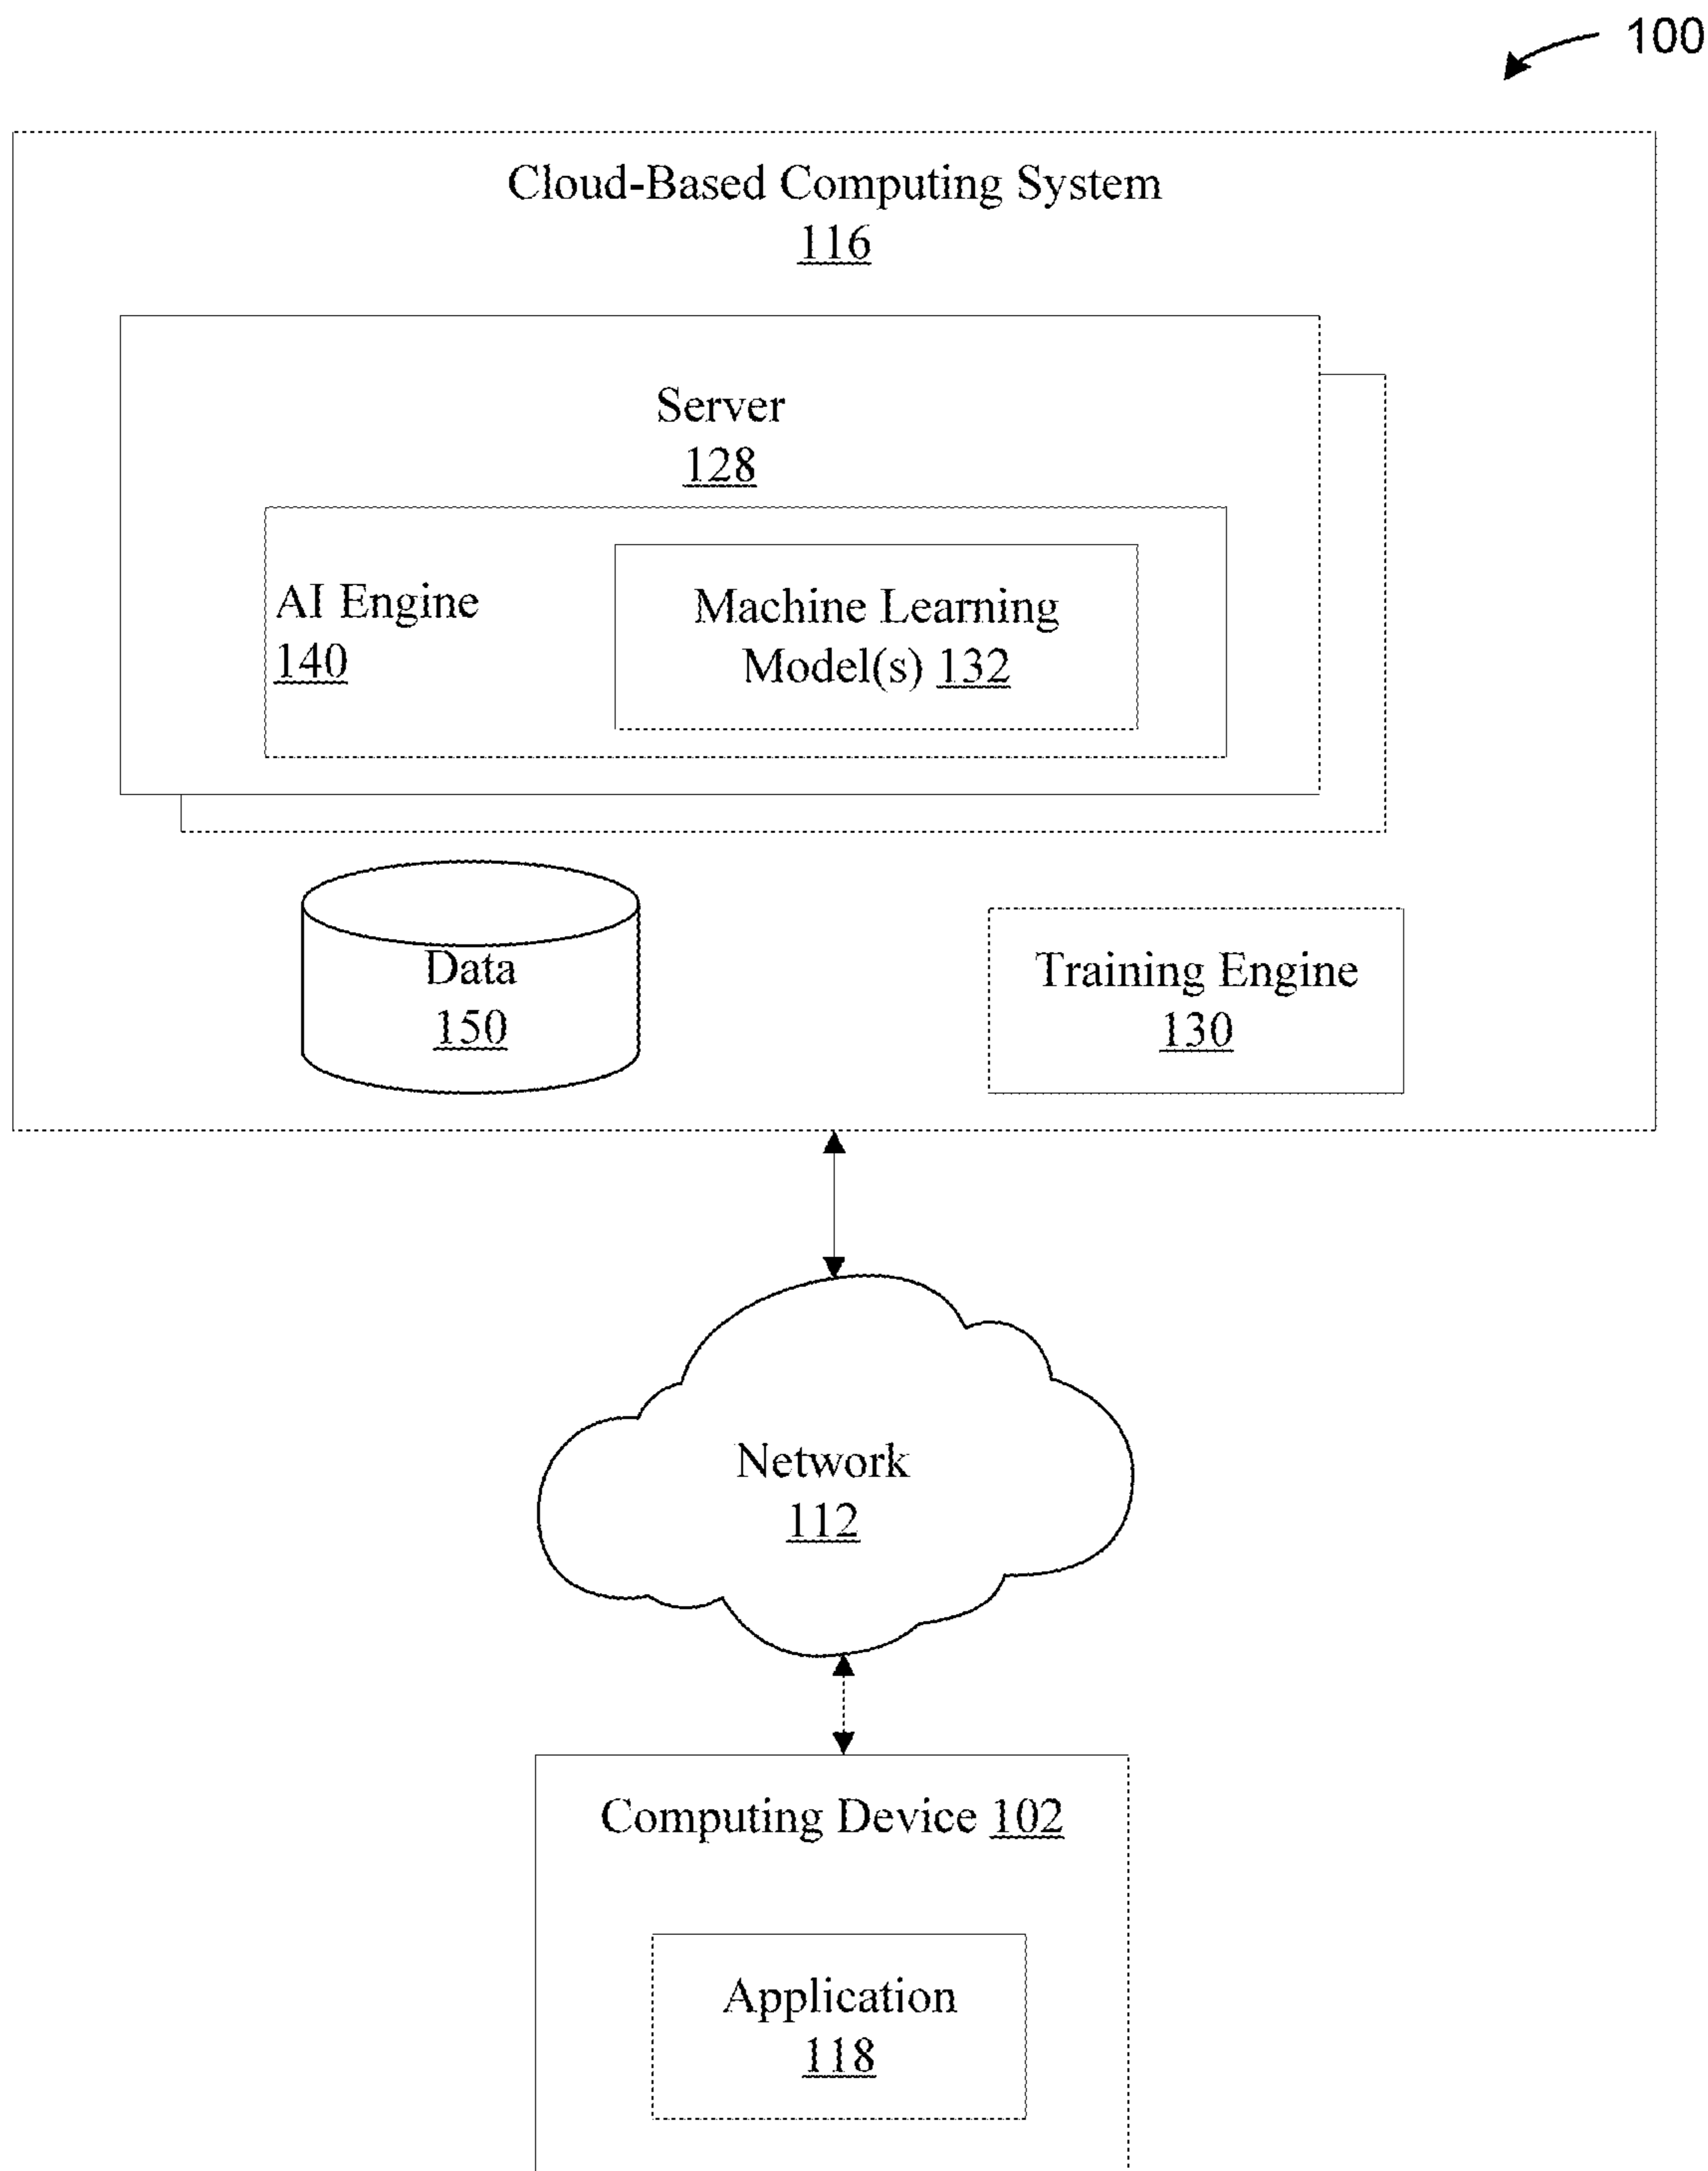 100
Cloud-Based Computing System
116
Server
128
AI Engine
140
Machine Learning
Model(s) 132
Data
150
Training Engine
130
Network
112
Computing Device 102
Application
118